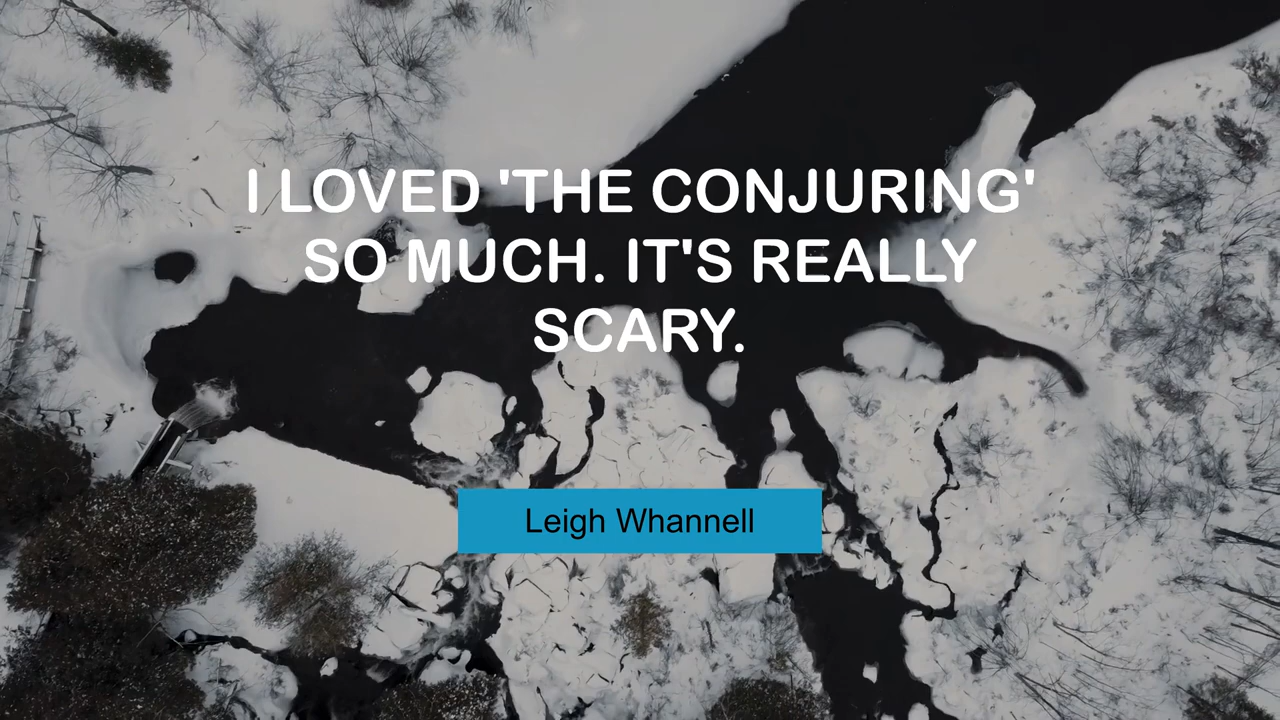 I LOVED 'THE CONJURING'
SO MUCH. IT'S REALLY
SCARY.
Leigh Whannell